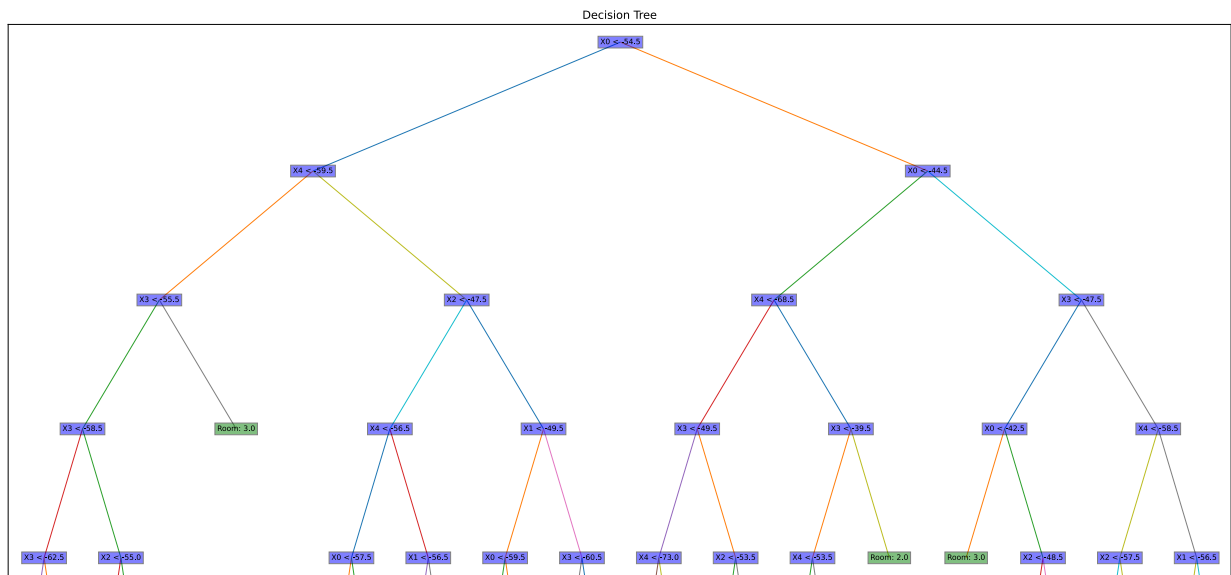 Decision Tree
X0 < -54.5
X4 < -59.5
X0 < -44.5
X3 < -55.5
X2 < -47.5
X4 < -68.5
X3 < -47.5
X3 < -58.5
Room: 3.0
X4 < -56.5
X1 < -49.5
X3 < -49.5
X3 < -39.5
X0 < -42.5
X4 < -58.5
X3 < -62.5
X2 < -55.0
X0 < -57.5
X1 < -56.5
X0 < -59.5
X3 < -60.5
X4 < -73.0
X2 < -53.5
X4 < -53.5
Room: 2.0
Room: 3.0
X2 < -48.5
X2 < -57.5
X1 < -56.5